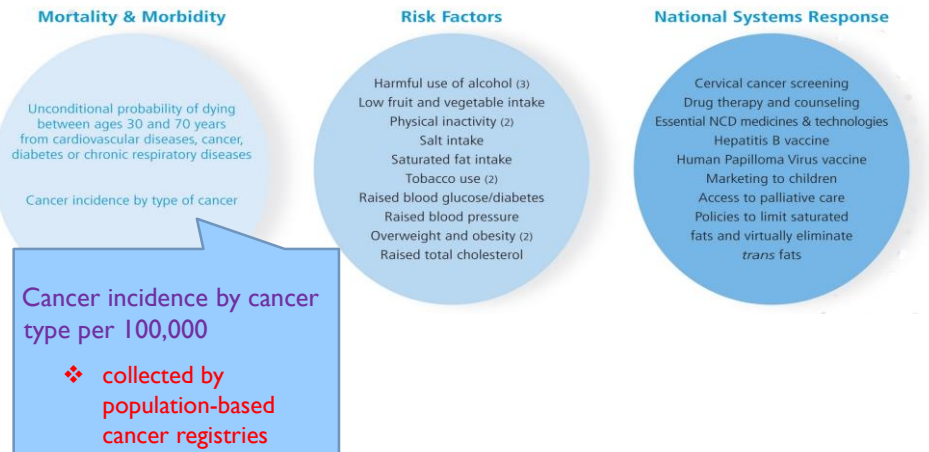 Mortality & Morbidity
Unconditional probability of dying
between ages 30 and 70 years
from cardiovascular diseases, cancer,
diabetes or chronic respiratory diseases
Cancer incidence by type of cancer
Cancer incidence by cancer
type per 100,000
❖ collected by
population-based
cancer registries
Risk Factors
Harmful use of alcohol (3)
Low fruit and vegetable intake
Physical inactivity (2)
Salt intake
Saturated fat intake
Tobacco use (2)
Raised blood glucose/diabetes
Raised blood pressure
Overweight and obesity (2)
Raised total cholesterol
National Systems Response
Cervical cancer screening
Drug therapy and counseling
Essential NCD medicines & technologies
Hepatitis B vaccine
Human Papilloma Virus vaccine
Marketing to children
Access to palliative care
Policies to limit saturated
fats and virtually eliminate
trans fats